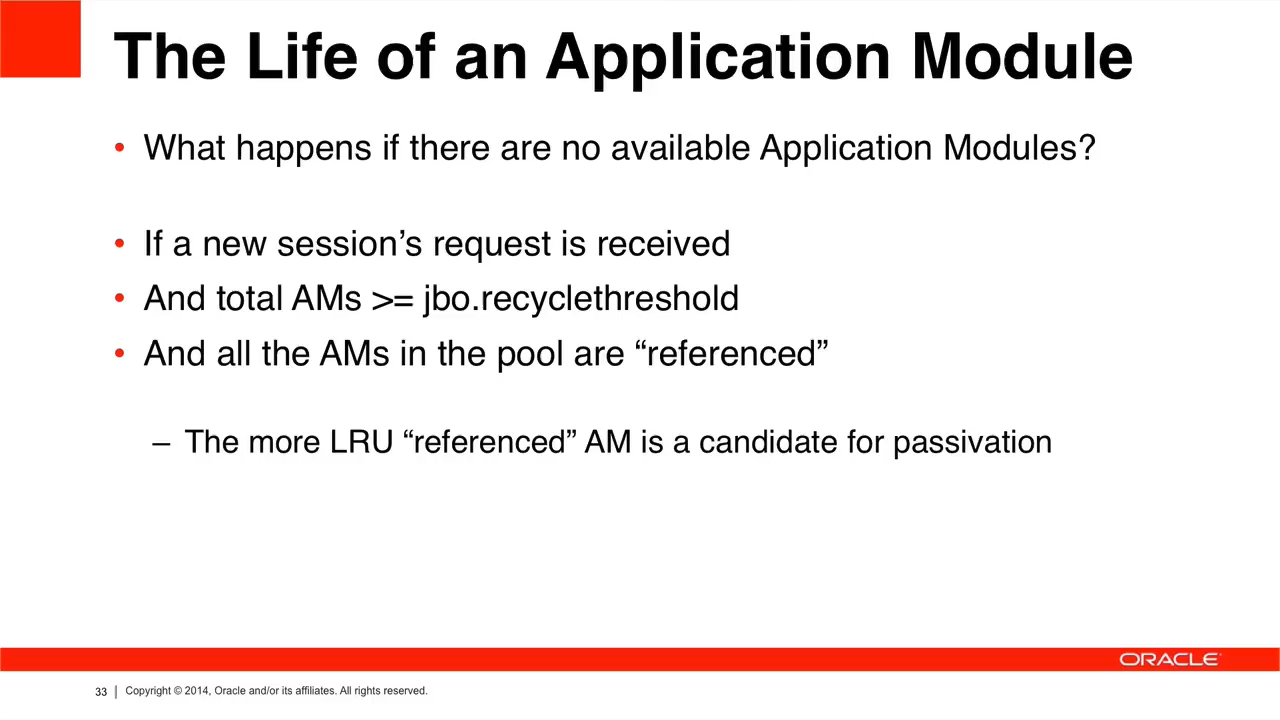 The Life of an Application Module
• What happens if there are no available Application Modules?
• If a new session’s request is received
• And total AMs >= jbo.recyclethreshold
• And all the AMs in the pool are “referenced”
– The more LRU “referenced” AM is a candidate for passivation
ORACLE
33 | Copyright © 2014, Oracle and/or its affiliates. All rights reserved.